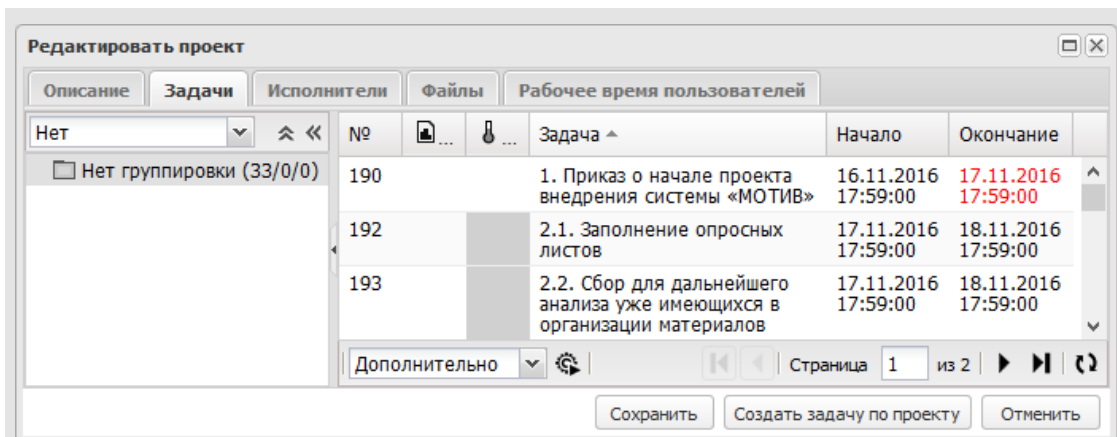 Редактировать проект
Описание Задачи Исполнители Файлы Рабочее время пользователей
Нет № ... ... Задача Начало Окончание
Нет группировки (33/0/0)
190 1. Приказ о начале проекта 16.11.2016 17.11.2016
внедрения системы «МОТИВ» 17:59:00 17:59:00
192 2.1. Заполнение опросных 17.11.2016 18.11.2016
листов 17:59:00 17:59:00
193 2.2. Сбор для дальнейшего 17.11.2016 18.11.2016
анализа уже имеющихся в 17:59:00 17:59:00
организации материалов
Дополнительно Страница 1 из 2
Сохранить Создать задачу по проекту Отменить